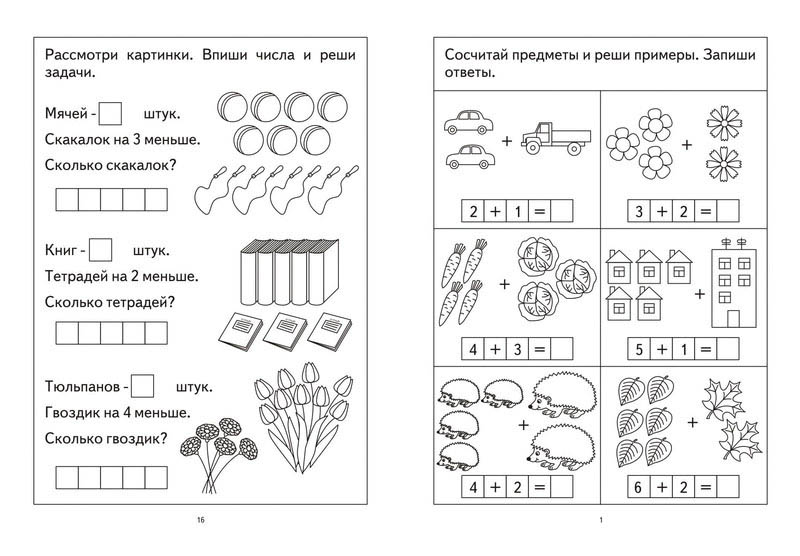 Рассмотри картинки. Впиши числа и реши
задачи.
Мячей - штук.
Скакалок на 3 меньше.
Сколько скакалок?
Книг - штук.
Тетрадей на 2 меньше.
Сколько тетрадей?
Тюльпанов - штук.
Гвоздик на 4 меньше.
Сколько гвоздик?
16
Сосчитай предметы и реши примеры. Запиши
ответы.
+
+
2 + 1 =
3 + 2 =
+
+
4 + 3 =
5 + 1 =
+
+
4 + 2 =
6 + 2 =
1